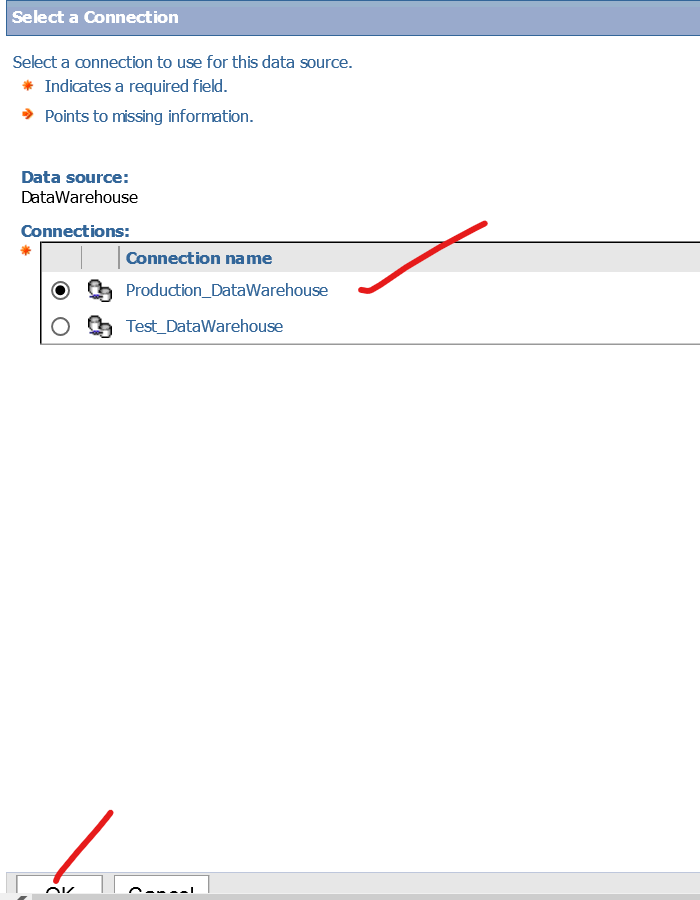 Select a Connection
Select a connection to use for this data source.
Indicates a required field.
Points to missing information.
Data source:
DataWarehouse
Connections:
Connection name
Production_DataWarehouse
Test_DataWarehouse
OK Cancel